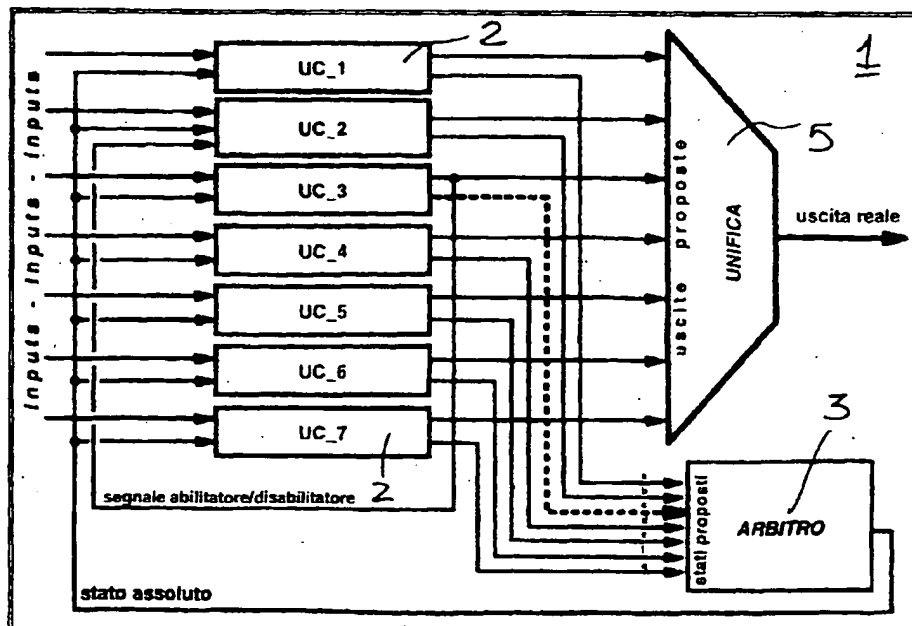 UC_1
2
1
UC_2
UC_3
UC_4
UC_5
UC_6
UC_7
2
Inputs - Inputs - Inputs - Inputs
uscite proposte
UNIFICA
5
uscita reale
segnale abilitatore/disabilitatore
stati proposti
ARBITRO
3
stato assoluto